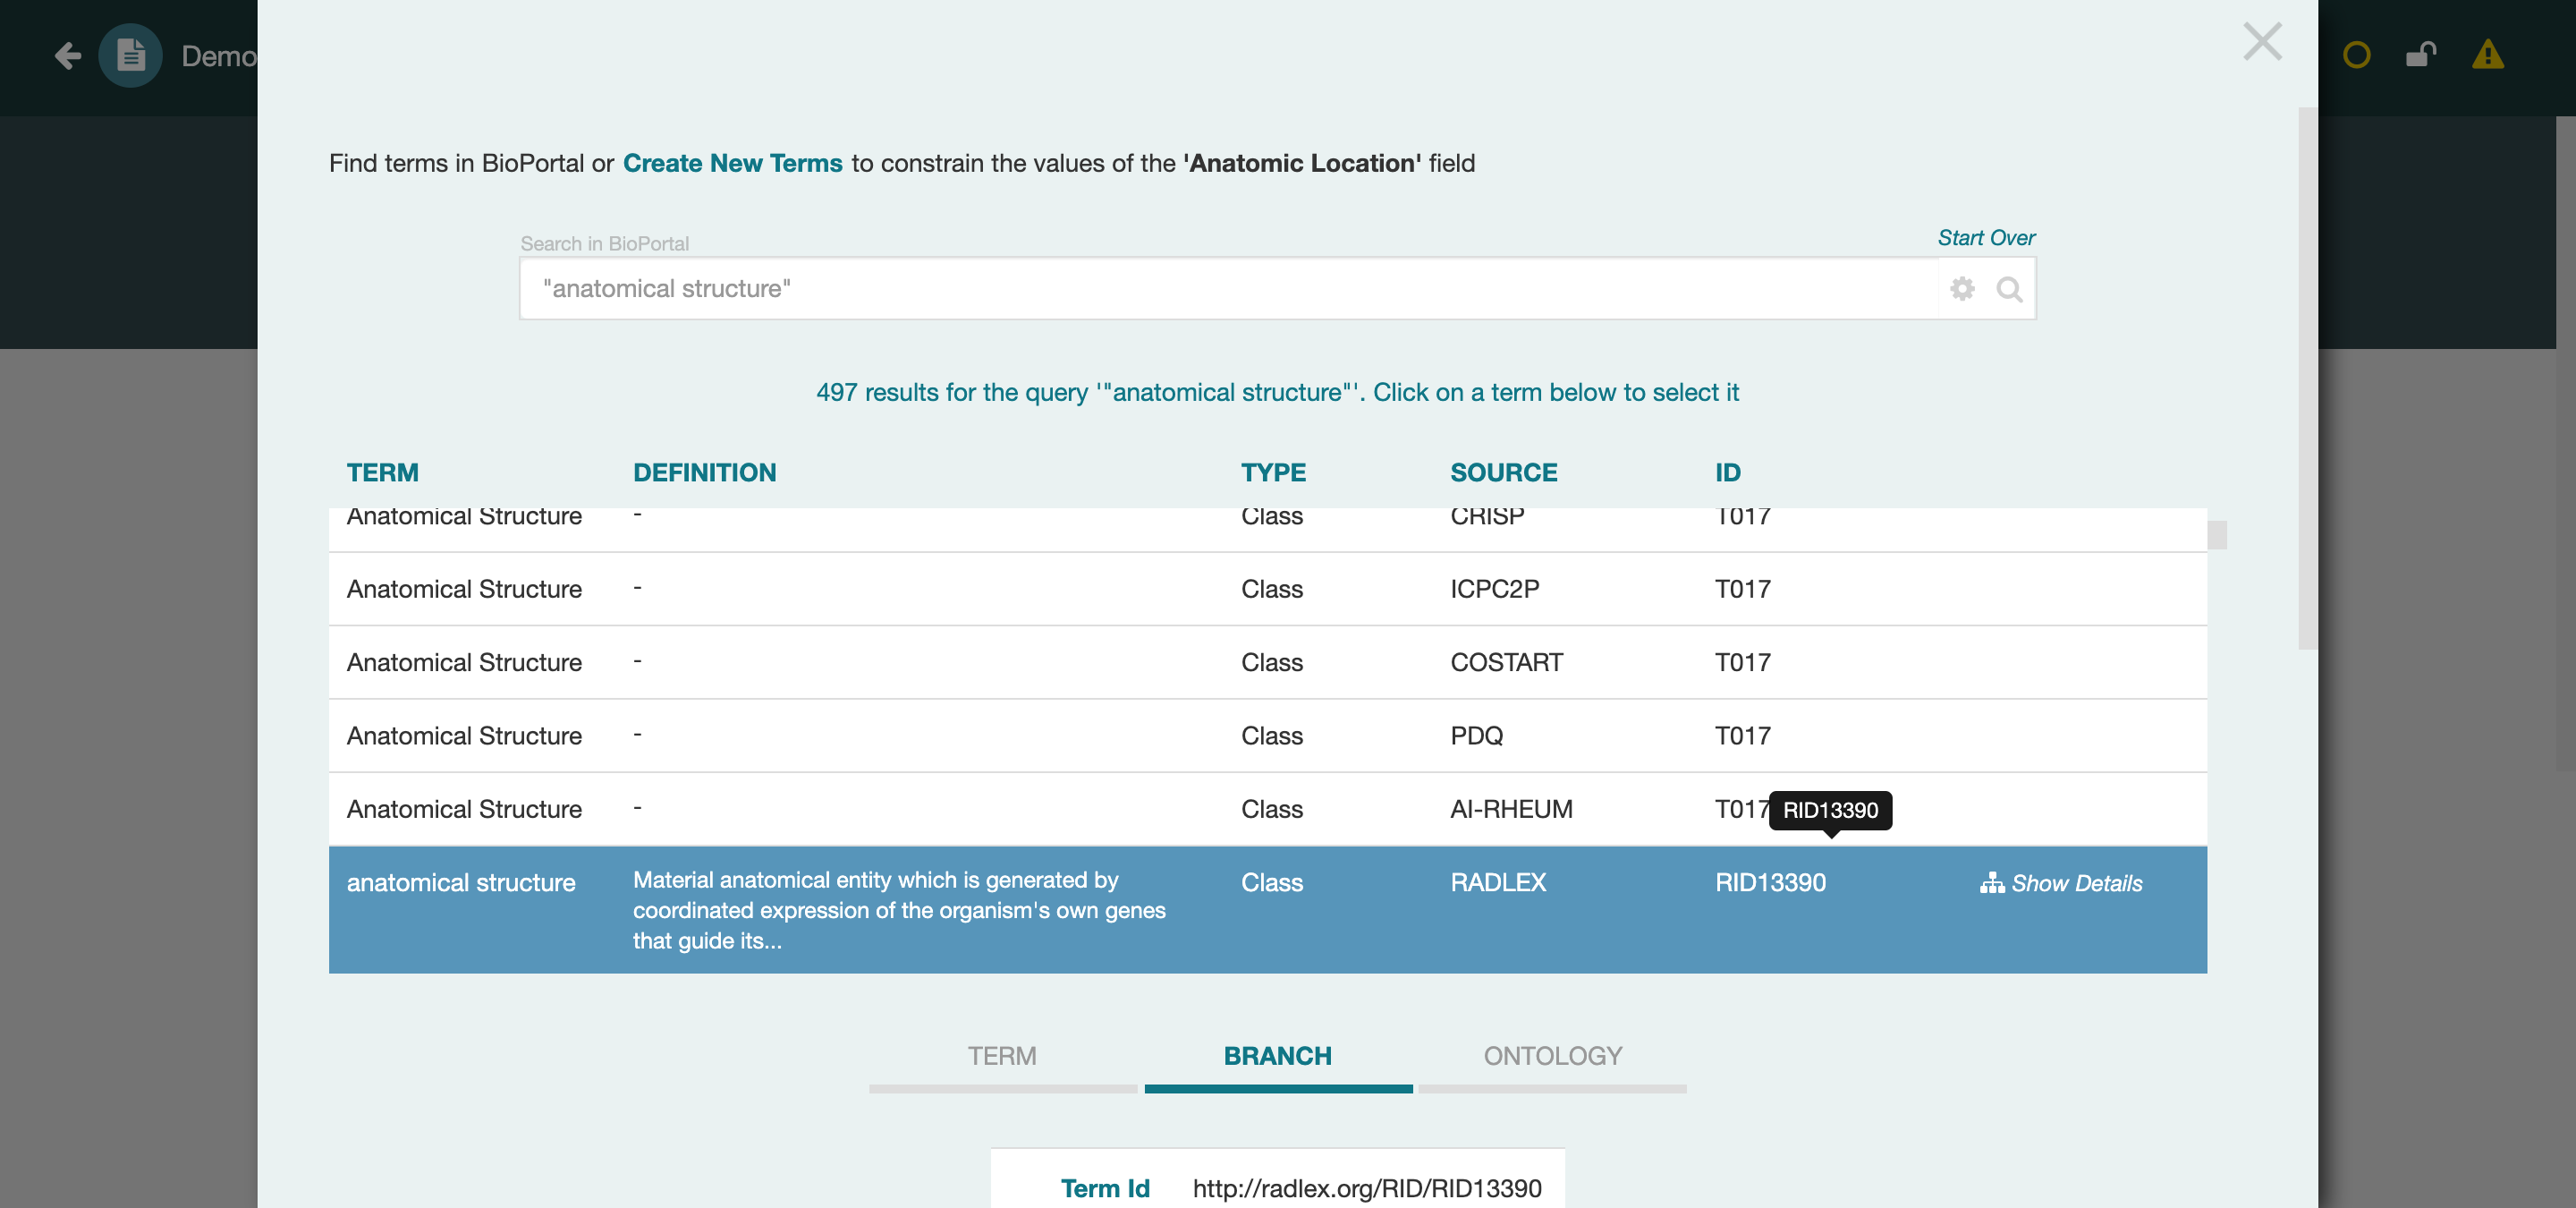 Demo
Find terms in BioPortal or Create New Terms to constrain the values of the 'Anatomic Location' field
Search in BioPortal
Start Over
"anatomical structure"
497 results for the query '"anatomical structure"'. Click on a term below to select it
TERM DEFINITION TYPE SOURCE ID
Anatomical Structure - Class CRISP T017
Anatomical Structure - Class ICPC2P T017
Anatomical Structure - Class COSTART T017
Anatomical Structure - Class PDQ T017
Anatomical Structure - Class AI-RHEUM T017
RID13390
anatomical structure Material anatomical entity which is generated by Class RADLEX RID13390 Show Details
coordinated expression of the organism's own genes
that guide its...
TERM BRANCH ONTOLOGY
Term Id http://radlex.org/RID/RID13390